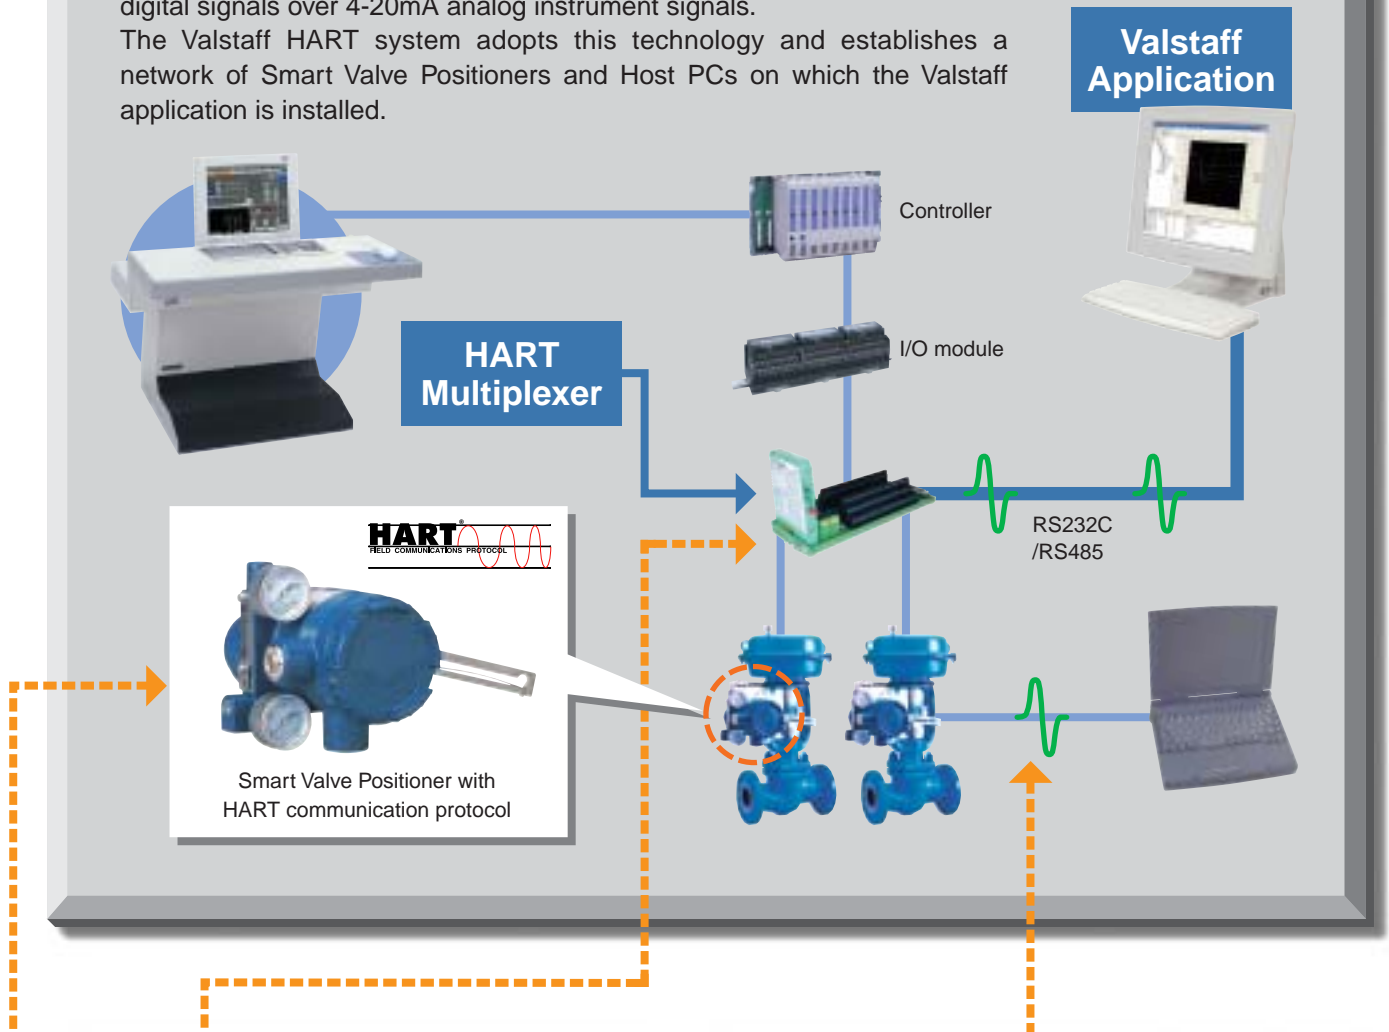 digital signals over 4-20mA analog instrument signals.
The Valstaff HART system adopts this technology and establishes a
network of Smart Valve Positioners and Host PCs on which the Valstaff
application is installed.
Valstaff
Application
Controller
HART
Multiplexer
I/O module
RS232C
/RS485
HART®
FIELD COMMUNICATIONS PROTOCOL
Smart Valve Positioner with
HART communication protocol